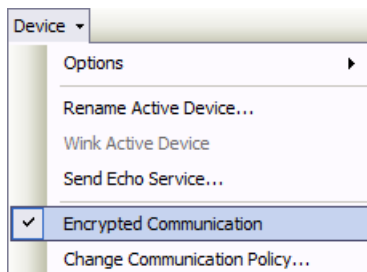 Device
Options
Rename Active Device...
Wink Active Device
Send Echo Service...
Encrypted Communication
Change Communication Policy...